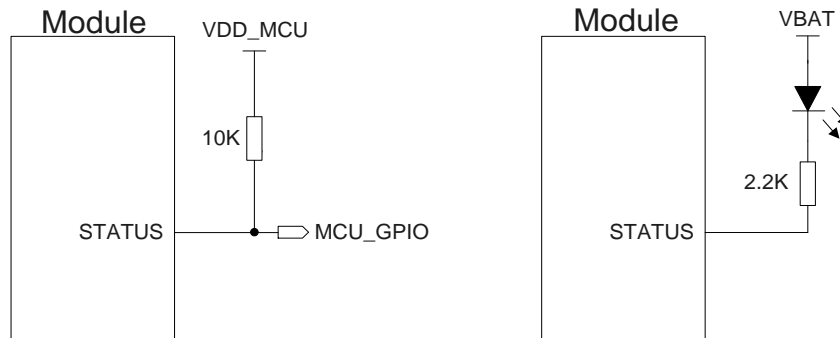 Module
VDD_MCU
10K
STATUS
MCU_GPIO
Module
VBAT
2.2K
STATUS